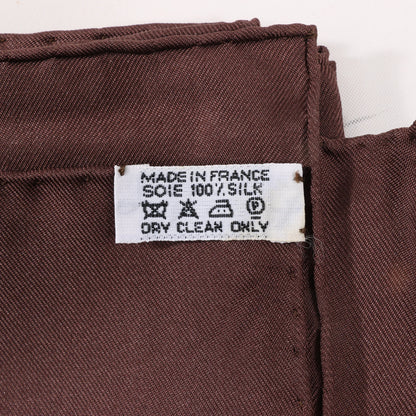 MADE IN FRANCE
SOIE 100% SILK
P
DRY CLEAN ONLY